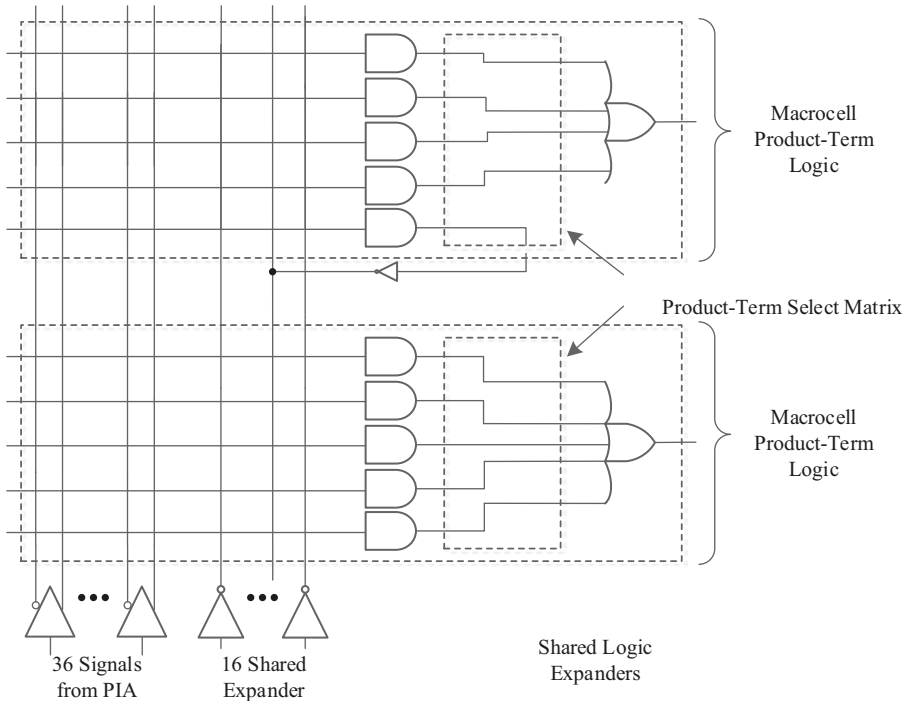 Macrocell
Product-Term
Logic
Product-Term Select Matrix
Macrocell
Product-Term
Logic
36 Signals
from PIA
16 Shared
Expander
Shared Logic
Expanders